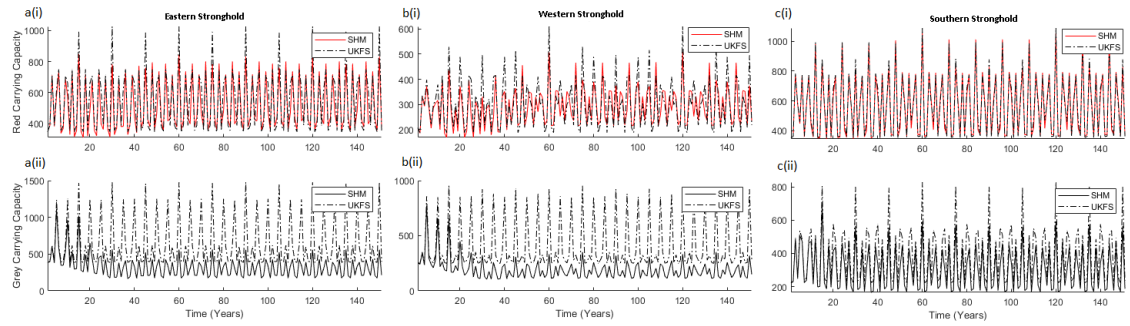 a(i)
Eastern Stronghold
b(i)
Western Stronghold
c(i)
Southern Stronghold
Red Carrying Capacity
1000
800
600
400
SHM
UKFS
20 40 60 80 100 120 140
600
500
400
300
200
SHM
UKFS
20 40 60 80 100 120 140
1000
800
600
400
SHM
UKFS
0 20 40 60 80 100 120 140
a(ii)
b(ii)
c(ii)
Grey Carrying Capacity
1500
1000
500
0
SHM
UKFS
20 40 60 80 100 120 140
Time (Years)
1000
500
0
SHM
UKFS
20 40 60 80 100 120 140
Time (Years)
800
600
400
200
SHM
UKFS
20 40 60 80 100 120 140
Time (Years)